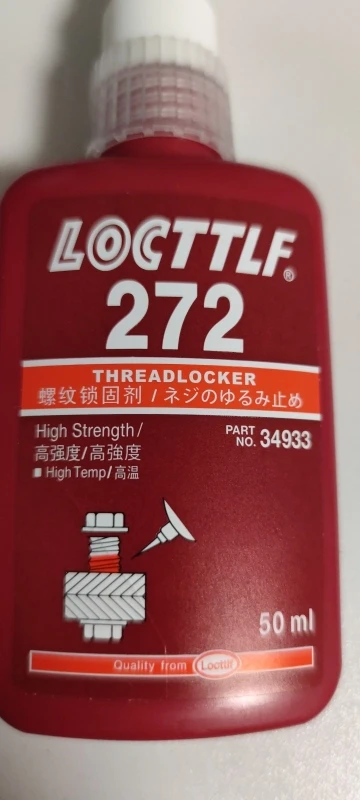 LOCTTLF®
272
THREADLOCKER
螺纹锁固剂 / ネジのゆるみ止め
High Strength/
高强度/高強度
■ High Temp/高温
PART
NO. 34933
50 ml
Quality from Locttlf